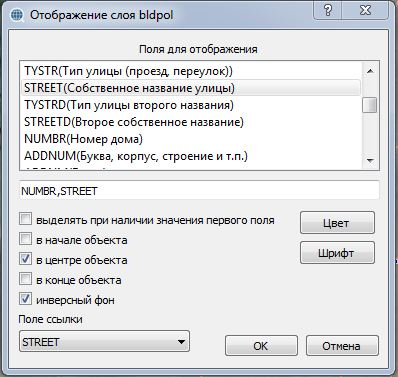 Отображение слоя bldpol
Поля для отображения
TYSTR(Тип улицы (проезд, переулок))
STREET(Собственное название улицы)
TYSTRD(Тип улицы второго названия)
STREETD(Второе собственное название)
NUMBR(Номер дома)
ADDNUM(Буква, корпус, строение и т.п.)
NUMBR,STREET
выделять при наличии значения первого поля
в начале объекта
в центре объекта
в конце объекта
инверсный фон
Цвет
Шрифт
Поле ссылки
STREET
OK
Отмена